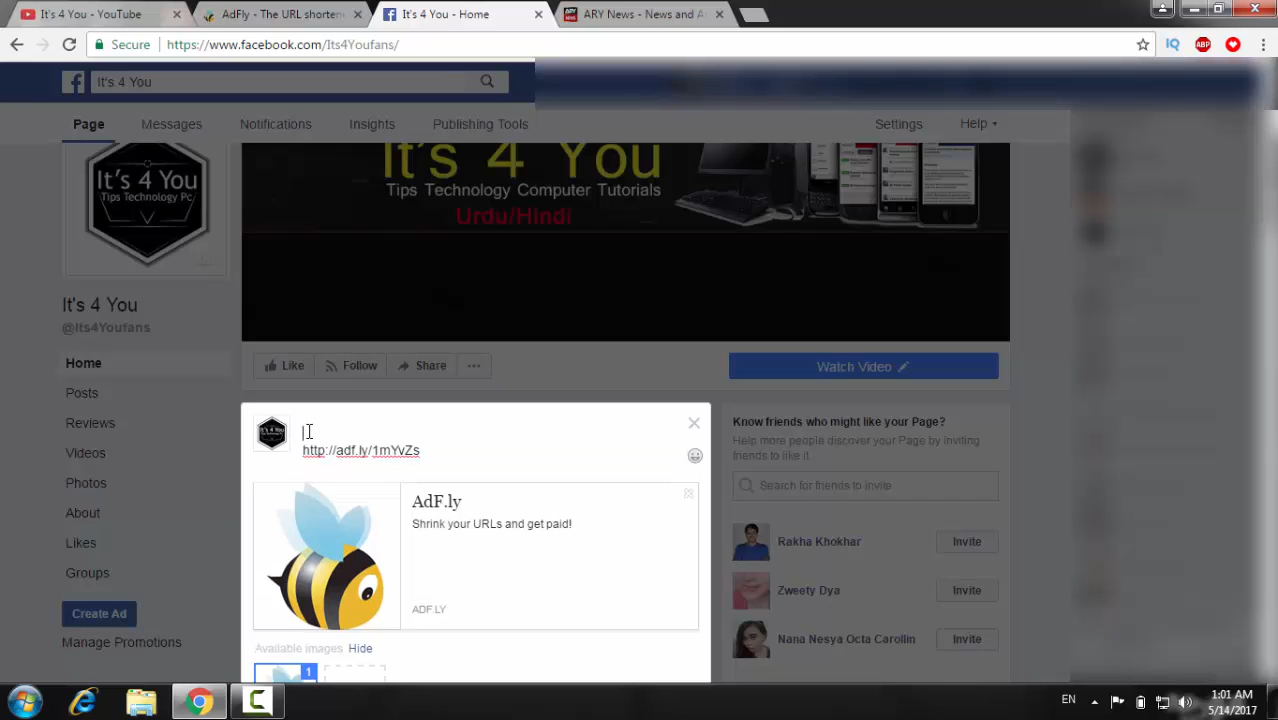 It's 4 You - YouTube
AdFly - The URL shortene
It's 4 You - Home
ARY News - News and A
Secure
https://www.facebook.com/Its4Youfans/
It's 4 You
Page
Messages
Notifications
Insights
Publishing Tools
Settings
Help
It's 4 You
Tips Technology Pc
It's 4 You
Tips Technology Computer Tutorials
Urdu/Hindi
It's 4 You
@Its4Youfans
Home
Posts
Reviews
Videos
Photos
About
Likes
Groups
Create Ad
Manage Promotions
Like
Follow
Share
Watch Video
http://adf.ly/1mYvZs
AdF.ly
Shrink your URLs and get paid!
ADF.LY
Available images Hide
1
Know friends who might like your Page?
Help more people discover your Page by inviting
friends to like it.
Search for friends to invite
Rakha Khokhar
Invite
Zweety Dya
Invite
Nana Nesya Octa Carollin
Invite
EN
1:01 AM
5/14/2017